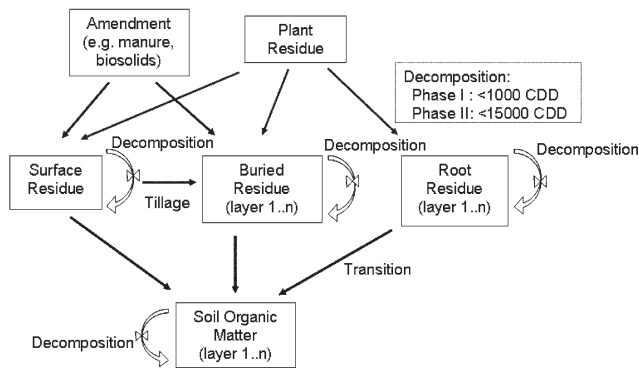 Amendment
(e.g. manure,
biosolids)
Plant
Residue
Decomposition:
Phase I : <1000 CDD
Phase II: <15000 CDD
Decomposition
Decomposition
Decomposition
Surface
Residue
Tillage
Buried
Residue
(layer 1..n)
Root
Residue
(layer 1..n)
Transition
Decomposition
Soil Organic
Matter
(layer 1..n)